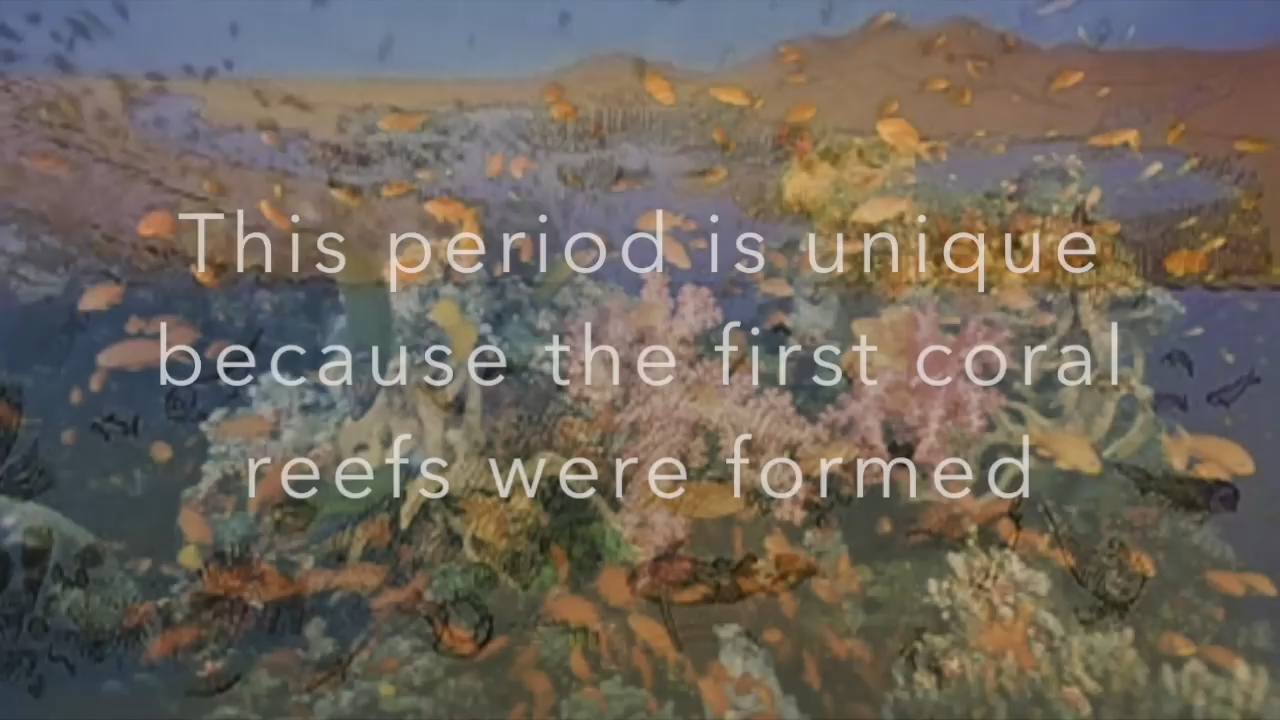 This period is unique
because the first coral
reefs were formed